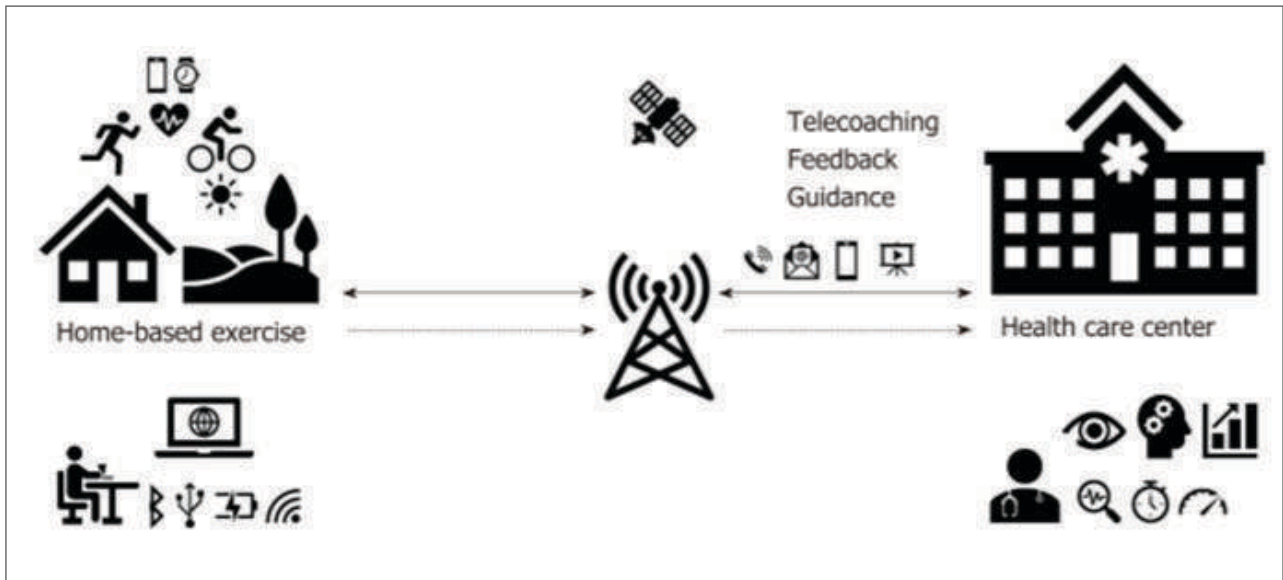 Telecoaching
Feedback
Guidance
Home-based exercise
Health care center